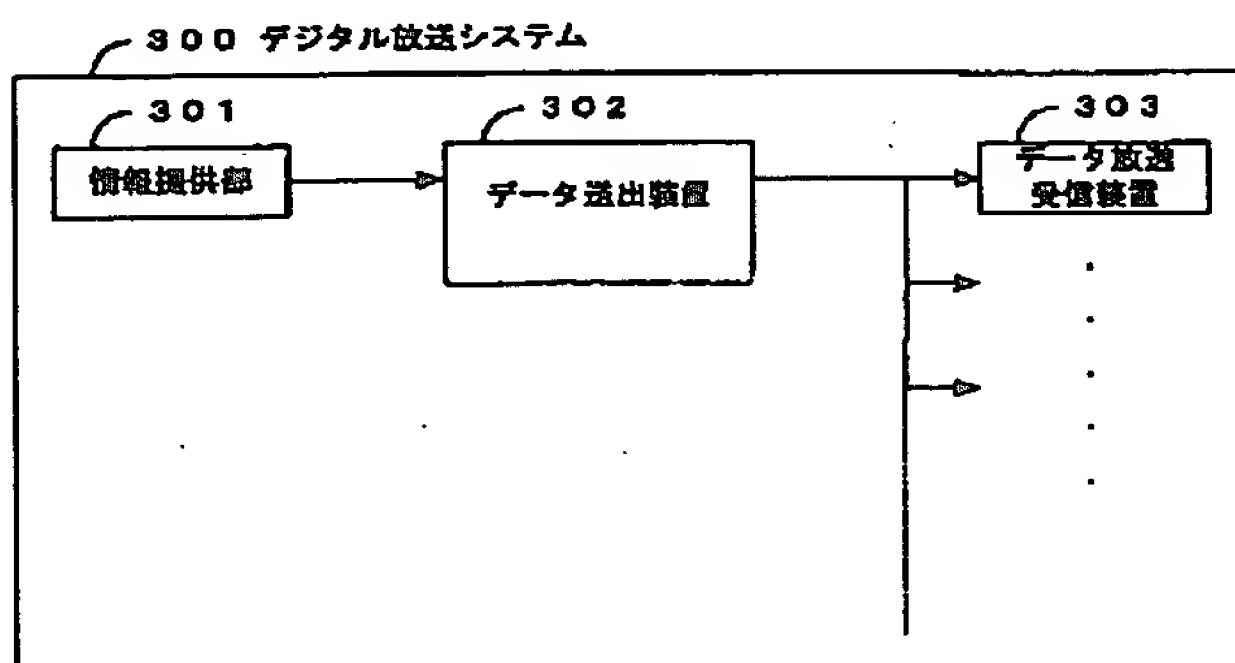 300 デジタル放送システム
301
302
303
情報提供部
データ送出装置
データ放送
受信装置